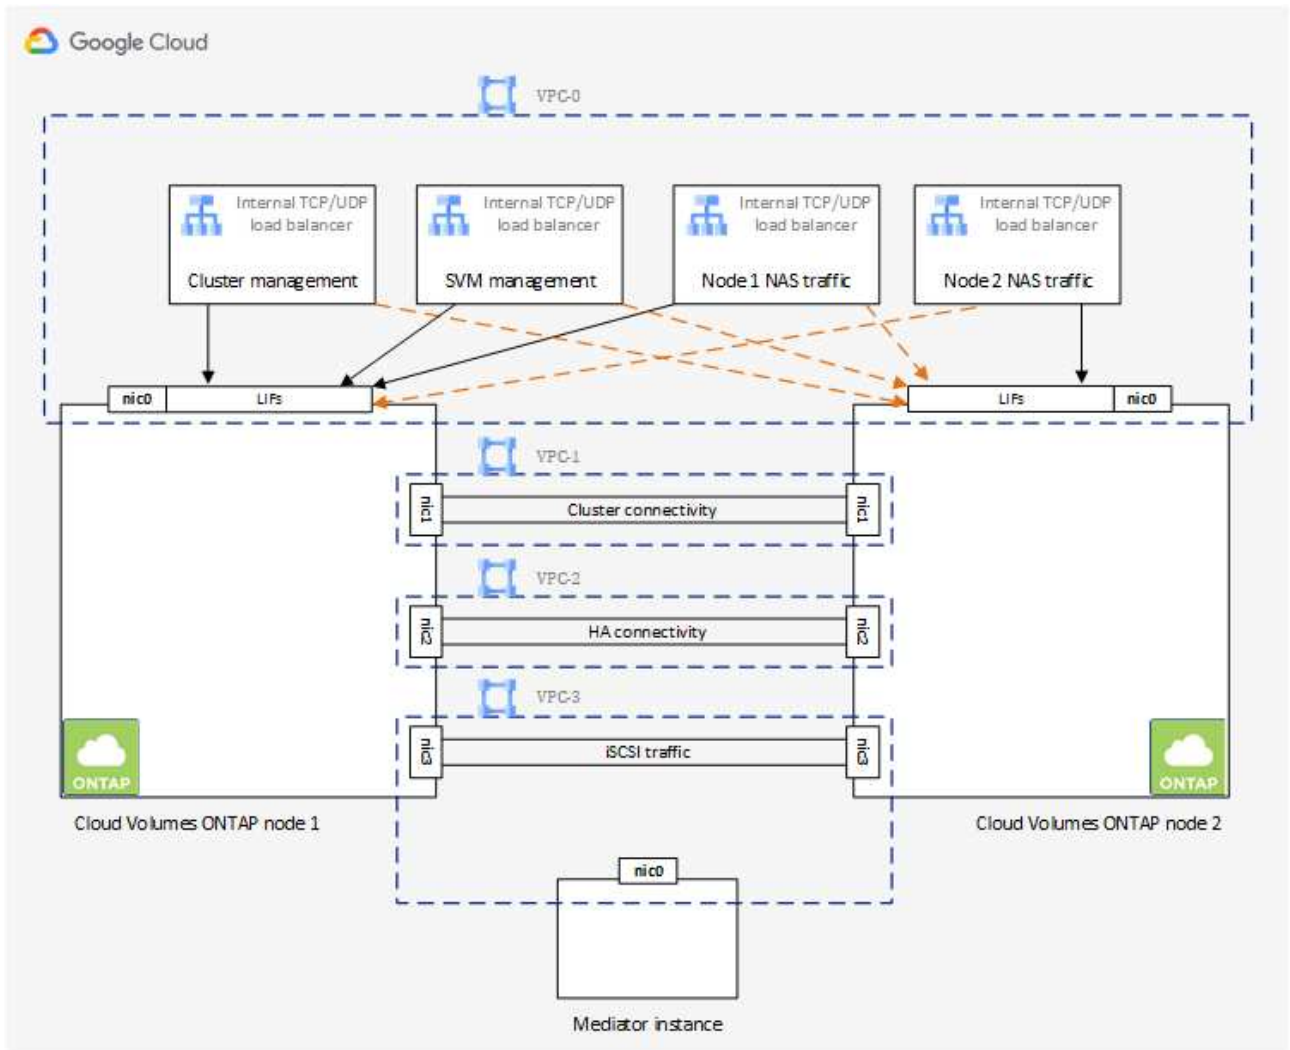 Google Cloud
VPC-0
Internal TCP/UDP
load balancer
Cluster management
Internal TCP/UDP
load balancer
SVM management
Internal TCP/UDP
load balancer
Node 1 NAS traffic
Internal TCP/UDP
load balancer
Node 2 NAS traffic
nic0
LIFs
LIFs
nic0
VPC-1
nic1
Cluster connectivity
nic1
VPC-2
nic2
HA connectivity
nic2
VPC-3
nic3
iSCSI traffic
nic3
ONTAP
ONTAP
Cloud Volumes ONTAP node 1
Cloud Volumes ONTAP node 2
nic0
Mediator instance